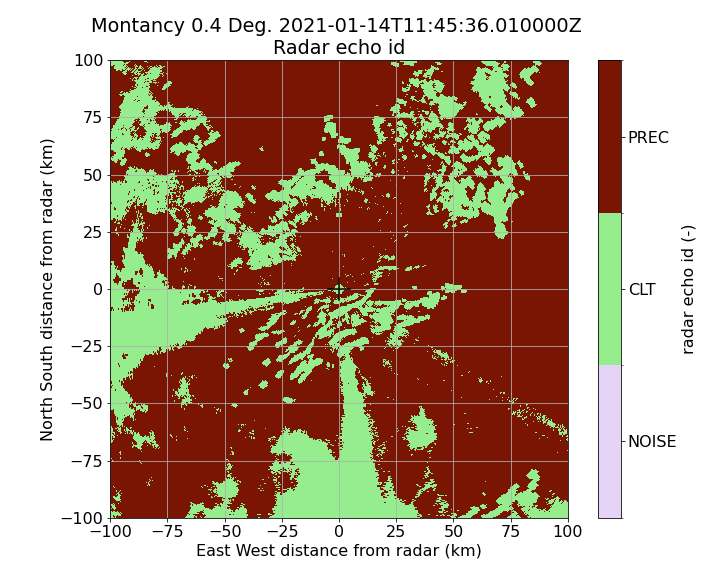 Montancy 0.4 Deg. 2021-01-14T11:45:36.010000Z
Radar echo id
100
75
50
25
0
−25
−50
−75
−100
North South distance from radar (km)
−100 −75 −50 −25 0 25 50 75 100
East West distance from radar (km)
PREC
CLT
NOISE
radar echo id (-)